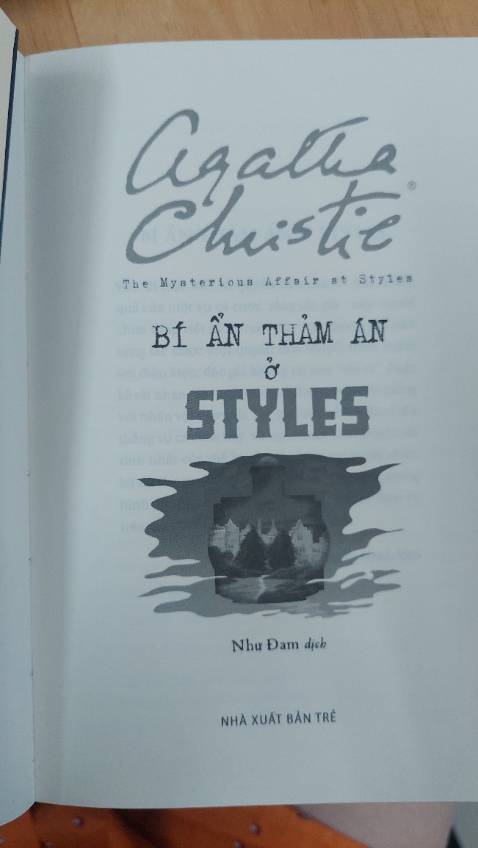 Agatha
Christie®
The Mysterious Affair at Styles
BÍ ẨN THẢM ÁN
Ở
STYLES
Như Đam dịch
NHÀ XUẤT BẢN TRẺ